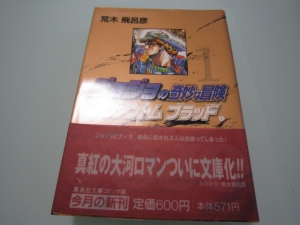 荒木 飛呂彦
1
ジョジョの奇妙な冒険
ファントム ブラッド
真紅の大河ロマンついに文庫化!!
集英社文庫コミック版
今月の新刊
定価600円
本体571円